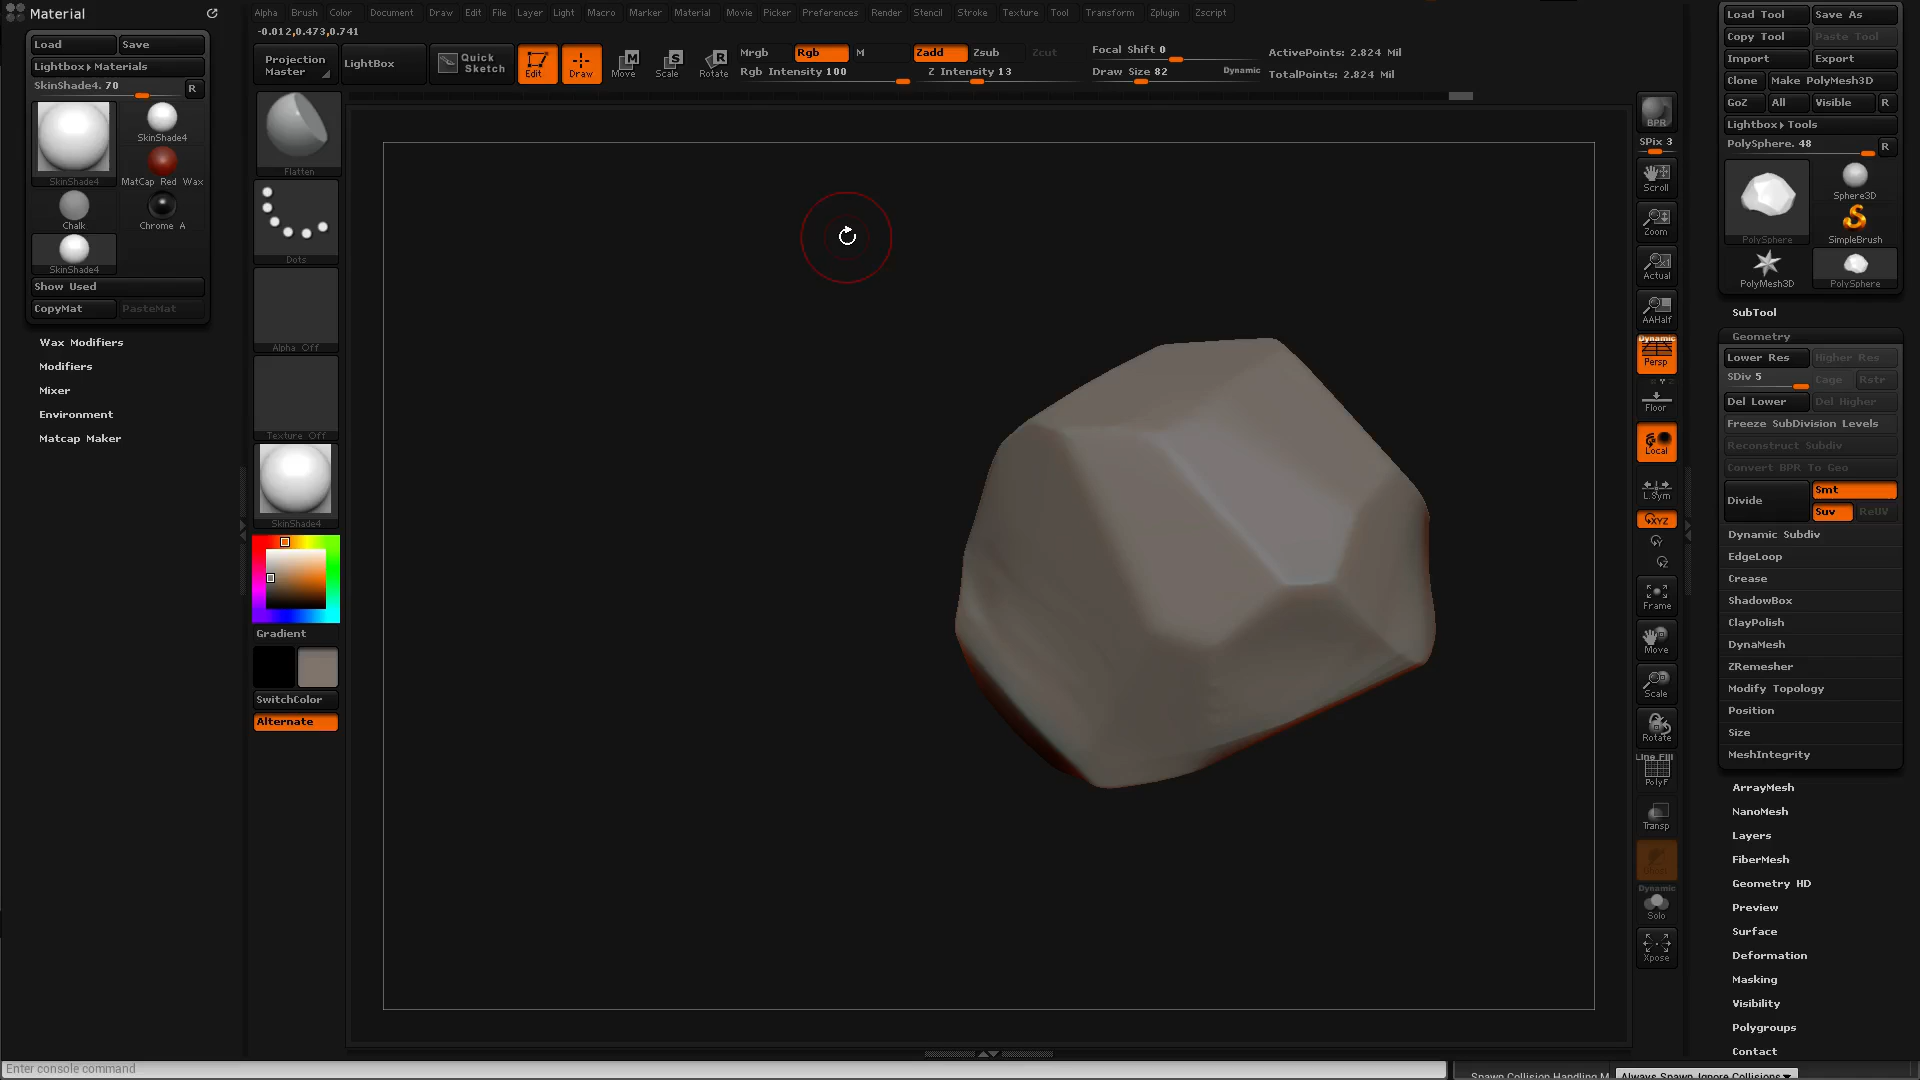 Material
Load
Save
Lightbox▸Materials
SkinShade4. 70
R
SkinShade4
SkinShade4
MatCap Red Wax
Chalk
Chrome A
SkinShade4
Show Used
CopyMat
PasteMat
Wax Modifiers
Modifiers
Mixer
Environment
Matcap Maker
Alpha Brush Color Document Draw Edit File Layer Light Macro Marker Material Movie Picker Preferences Render Stencil Stroke Texture Tool Transform Zplugin Zscript
-0.012,0.473,0.741
Projection Master
LightBox
Quick Sketch
Edit
Draw
Move
Scale
Rotate
Mrgb
Rgb
M
Zadd
Zsub
Zcut
Rgb Intensity 100
Z Intensity 13
Focal Shift 0
Draw Size 82
Dynamic
ActivePoints: 2.824 Mil
TotalPoints: 2.824 Mil
Flatten
Dots
Alpha Off
Texture Off
SkinShade4
Gradient
SwitchColor
Alternate
BPR
SPix 3
Scroll
Zoom
Actual
AAHalf
Dynamic
Persp
Floor
Local
L.Sym
XYZ
Frame
Move
Scale
Rotate
Line Fill
PolyF
Transp
Dynamic
Solo
Xpose
Load Tool
Save As
Copy Tool
Paste Tool
Import
Export
Clone
Make PolyMesh3D
GoZ
All
Visible
R
Lightbox▸Tools
PolySphere. 48
R
PolySphere
Sphere3D
SimpleBrush
PolyMesh3D
PolySphere
SubTool
Geometry
Lower Res
Higher Res
SDiv 5
Cage
Rstr
Del Lower
Del Higher
Freeze SubDivision Levels
Reconstruct Subdiv
Convert BPR To Geo
Divide
Smt
Suv
ReUV
Dynamic Subdiv
EdgeLoop
Crease
ShadowBox
ClayPolish
DynaMesh
ZRemesher
Modify Topology
Position
Size
MeshIntegrity
ArrayMesh
NanoMesh
Layers
FiberMesh
Geometry HD
Preview
Surface
Deformation
Masking
Visibility
Polygroups
Contact
Enter console command
Spawn Collision Handling M
Always Spawn, Ignore Collisions